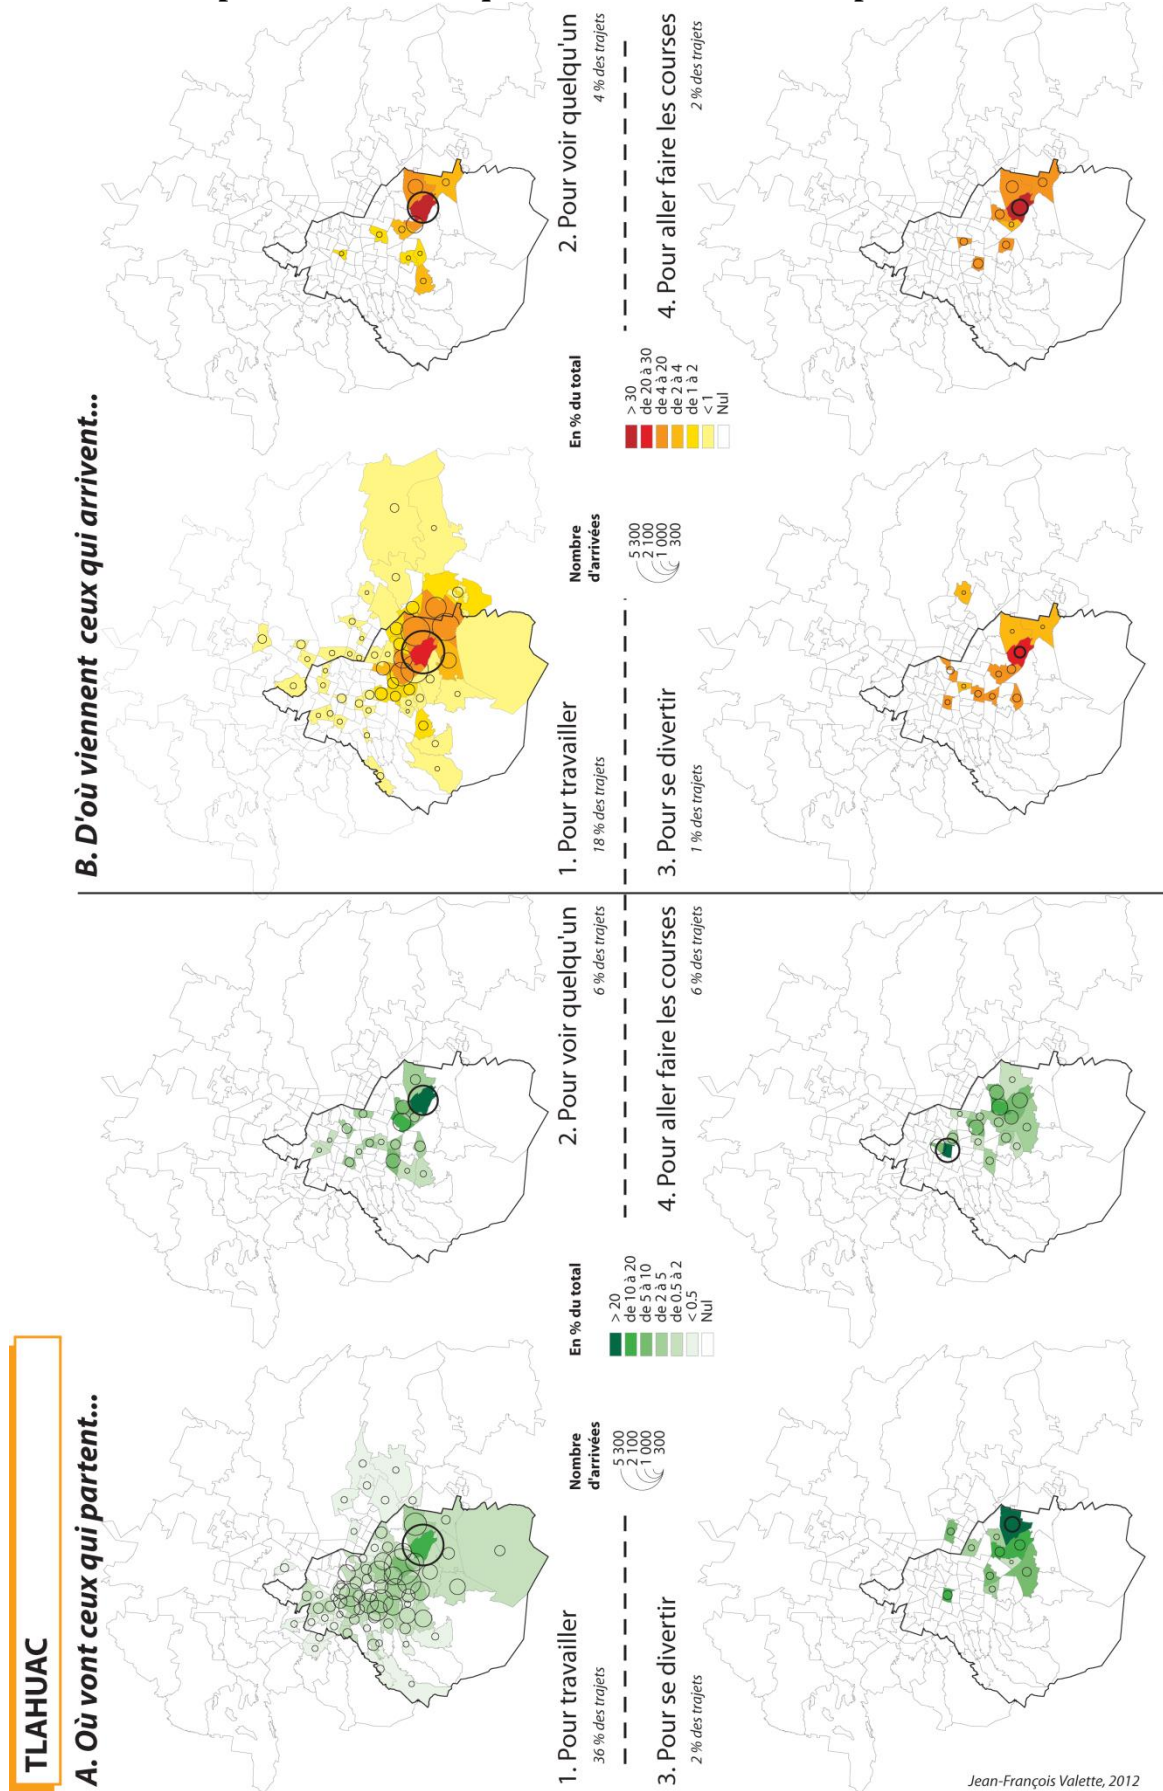 TLAHUAC
A. Où vont ceux qui partent...
1. Pour travailler
36 % des trajets
Nombre
d'arrivées
5 300
2 100
1 000
300
En % du total
> 20
de 10 à 20
de 5 à 10
de 2 à 5
de 0.5 à 2
< 0.5
Nul
2. Pour voir quelqu'un
6 % des trajets
3. Pour se divertir
2 % des trajets
4. Pour aller faire les courses
6 % des trajets
B. D'où viennent ceux qui arrivent...
1. Pour travailler
18 % des trajets
Nombre
d'arrivées
5 300
2 100
1 000
300
En % du total
> 30
de 20 à 30
de 4 à 20
de 2 à 4
de 1 à 2
< 1
Nul
2. Pour voir quelqu'un
4 % des trajets
3. Pour se divertir
1 % des trajets
4. Pour aller faire les courses
2 % des trajets
Jean-François Valette, 2012